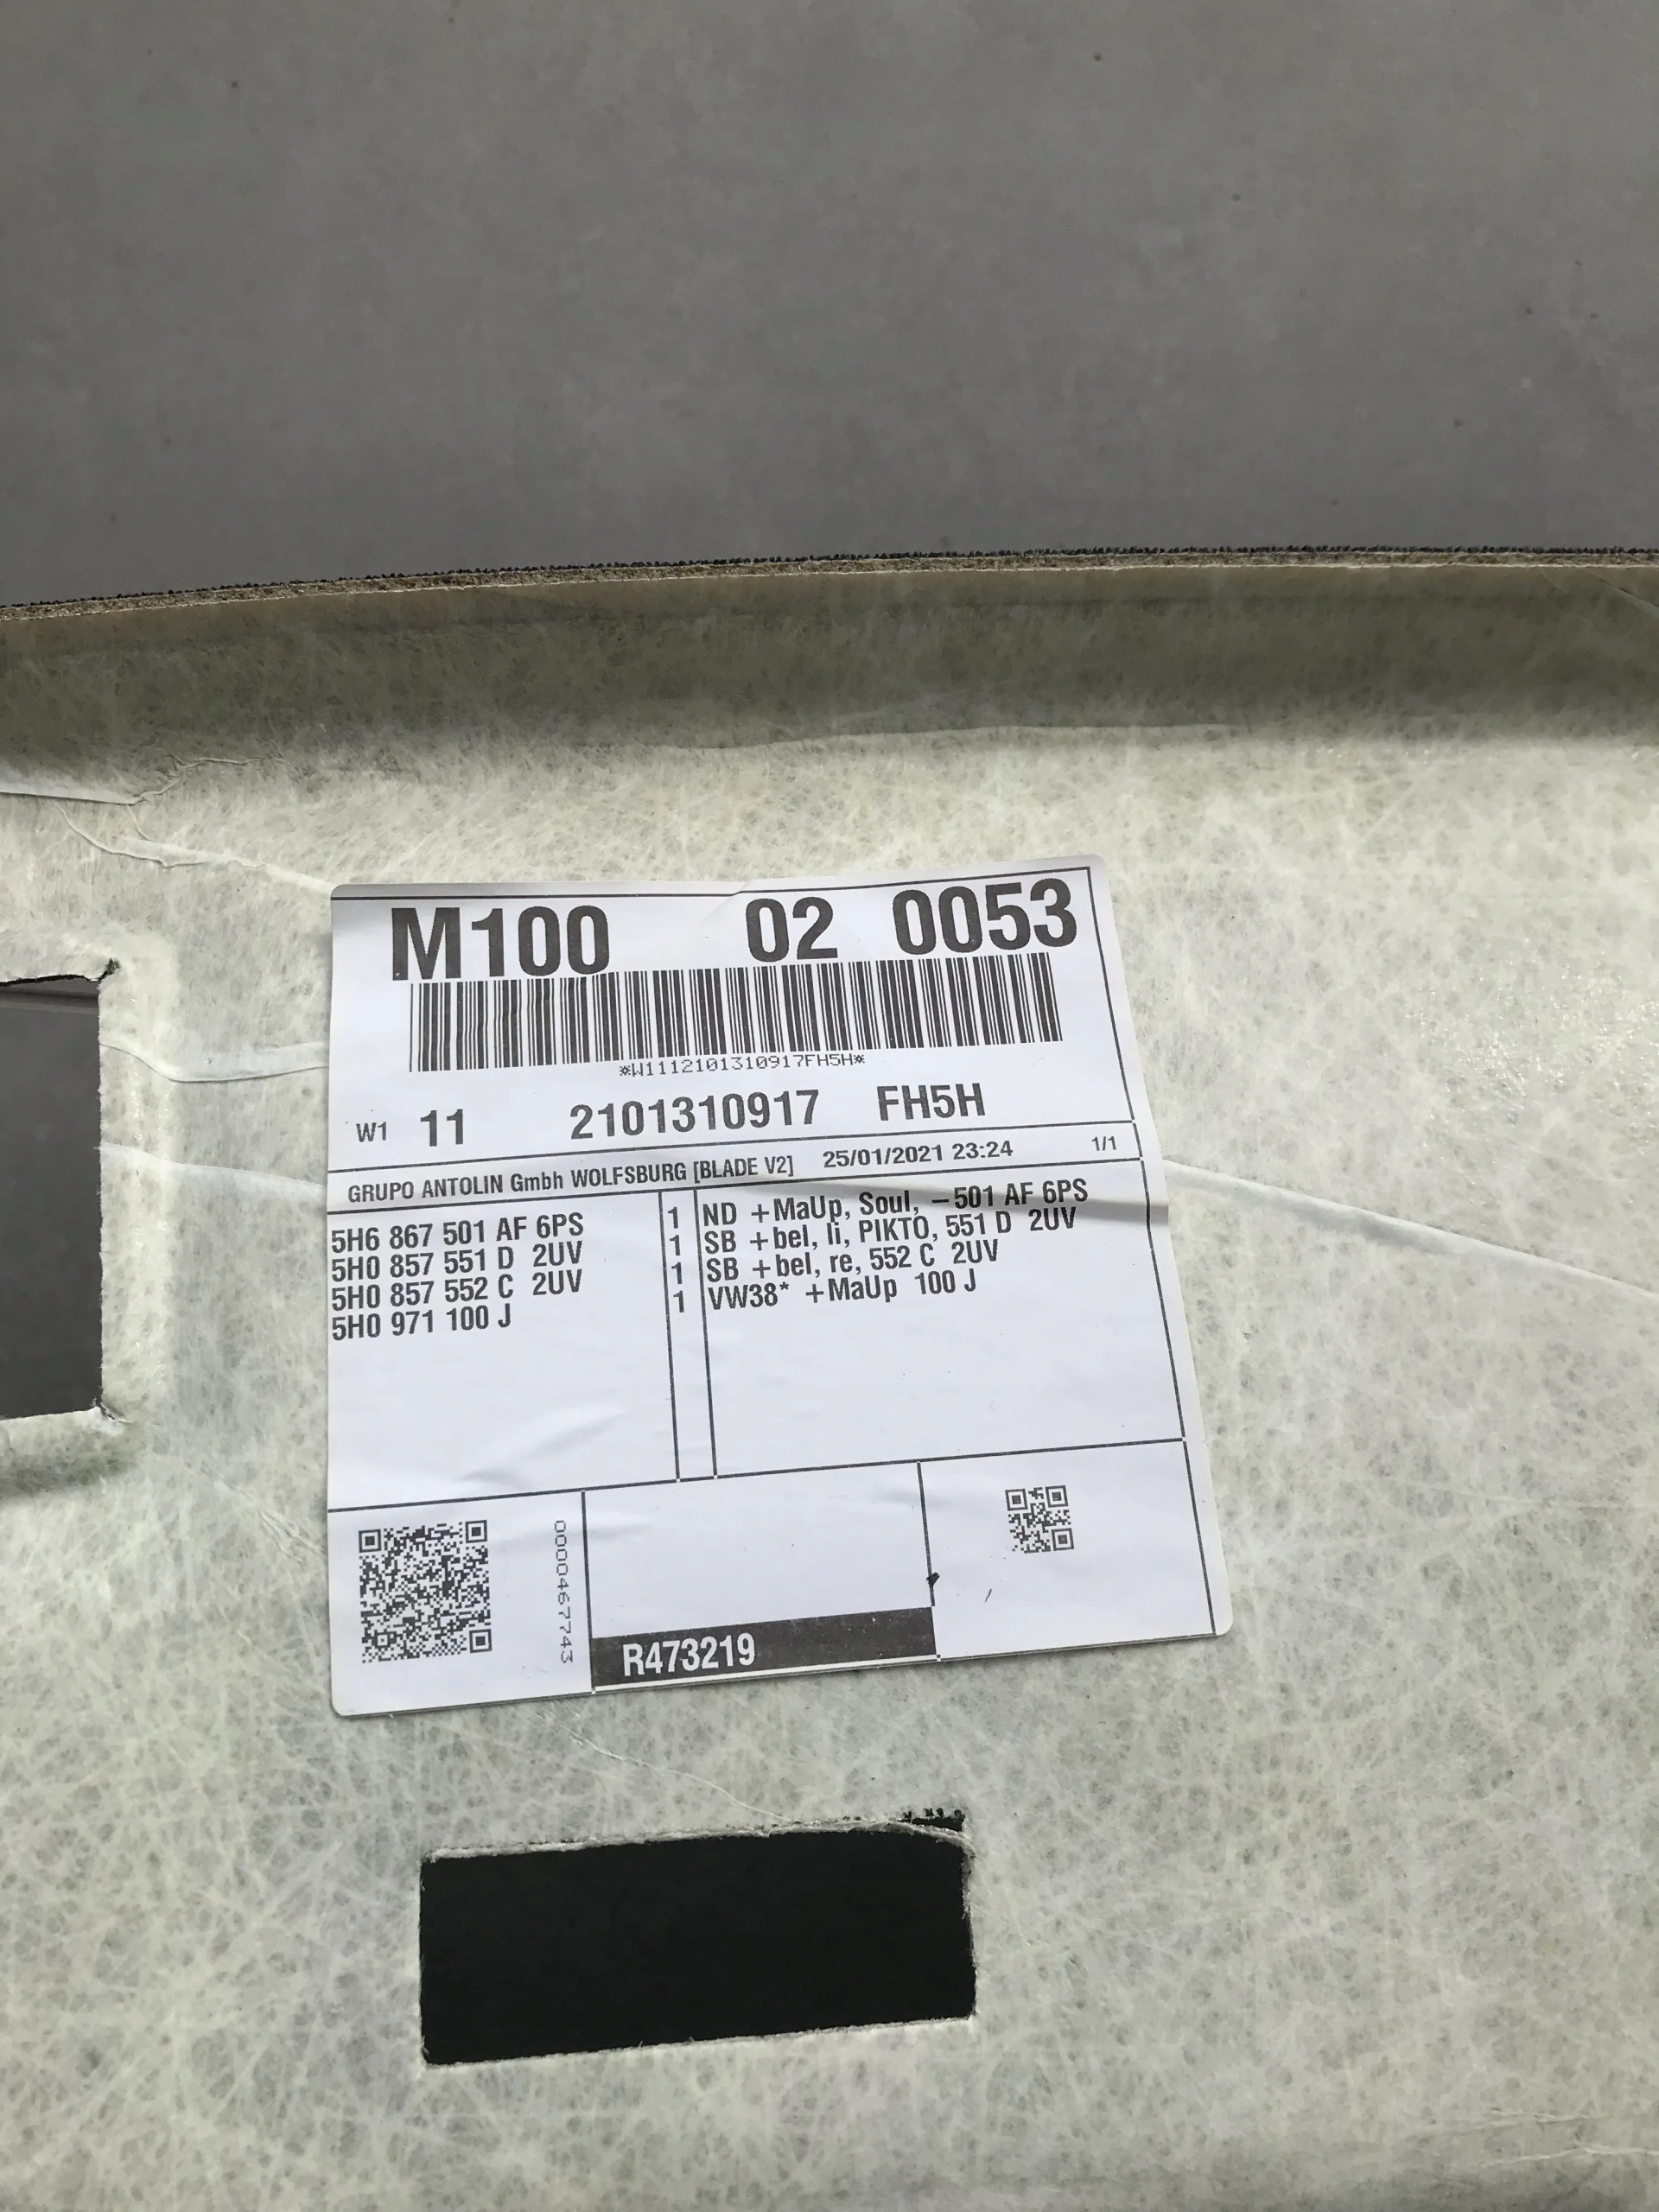 M100 02 0053
*W1112101310917FH5H*
W1 11 2101310917 FH5H
GRUPO ANTOLIN Gmbh WOLFSBURG [BLADE V2] 25/01/2021 23:24 1/1
5H6 867 501 AF 6PS 1 ND +MaUp, Soul, -501 AF 6PS
5H0 857 551 D 2UV 1 SB +bel, li, PIKTO, 551 D 2UV
5H0 857 552 C 2UV 1 SB +bel, re, 552 C 2UV
5H0 971 100 J 1 VW38* +MaUp 100 J
0000467743
R473219